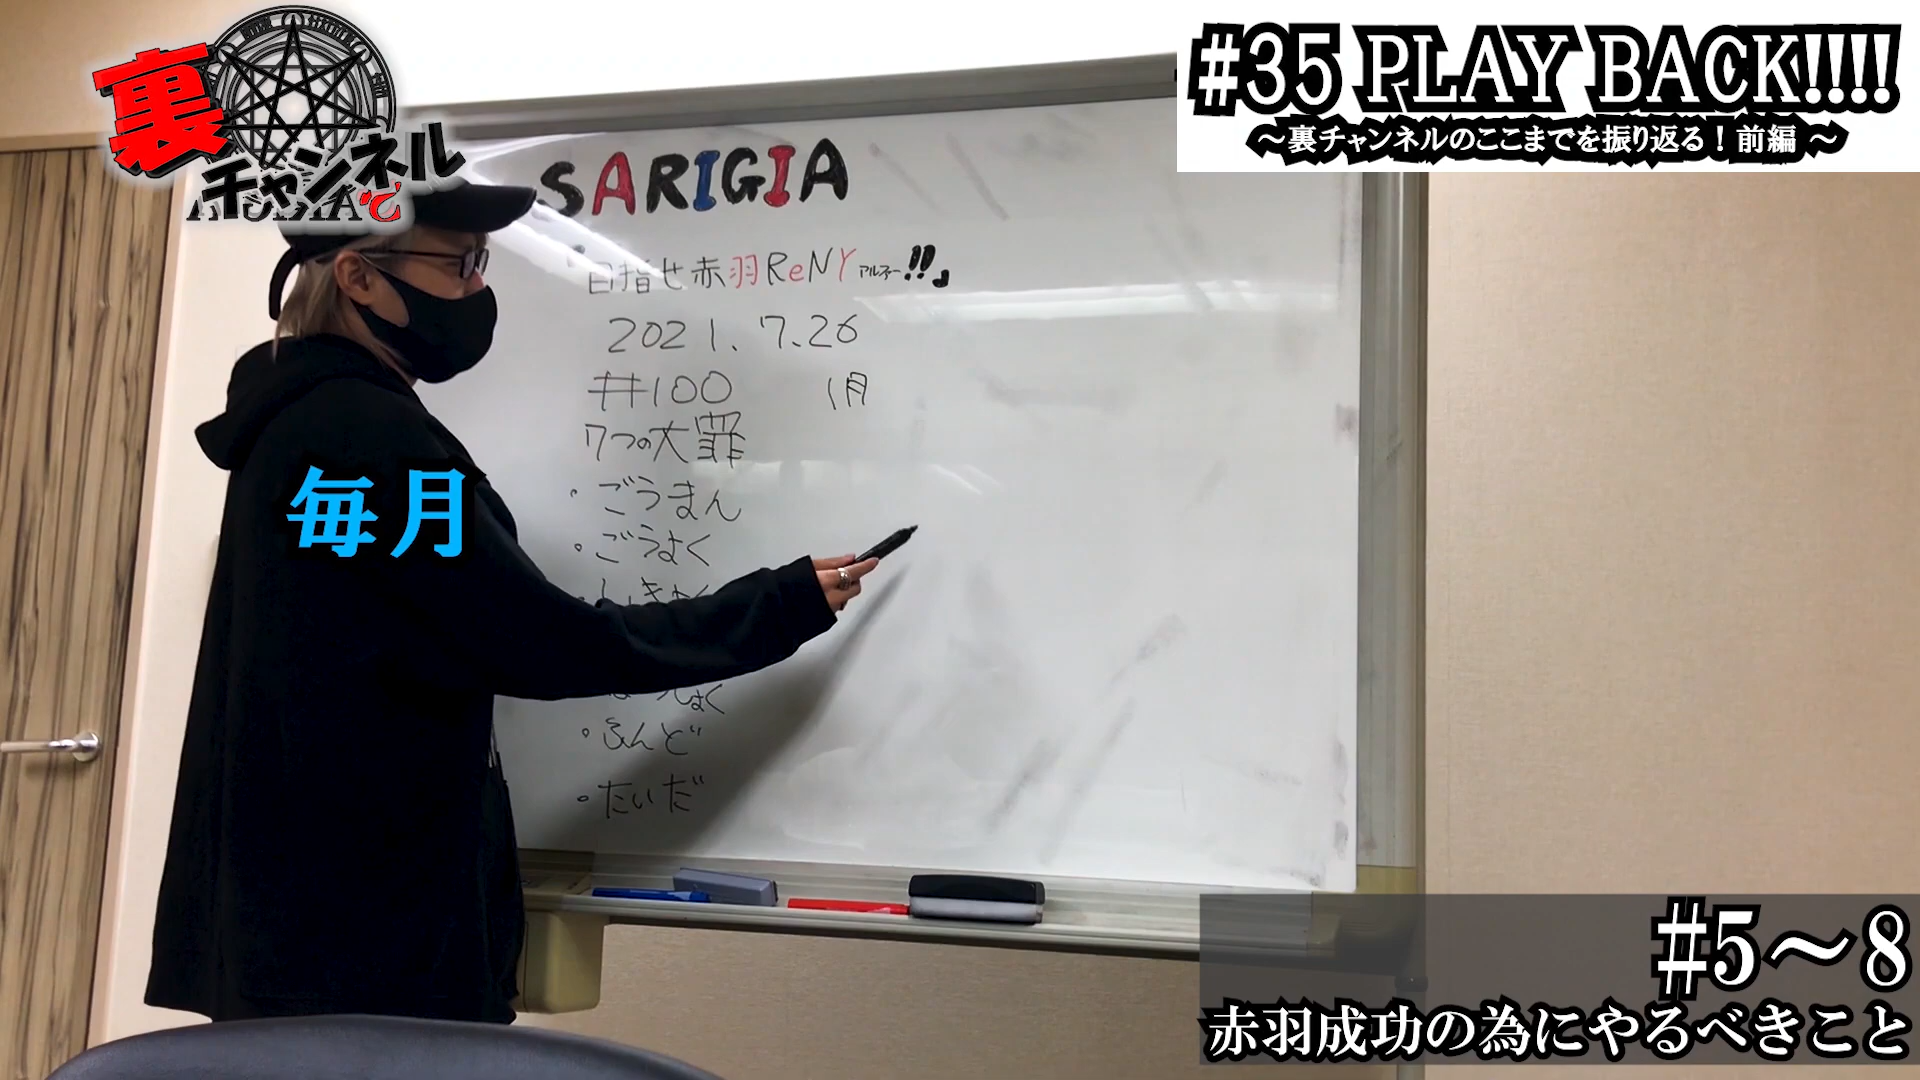 裏
チャンネル
#35 PLAY BACK!!!!
～裏チャンネルのここまでを振り返る！前編～
SARIGIA
「目指せ赤羽ReNYアルファー!!」
2021.7.26
#100 1月
7つの大罪
・ごうまん
・ごうよく
毎月
・ふんど
・たいだ
#5～8
赤羽成功の為にやるべきこと